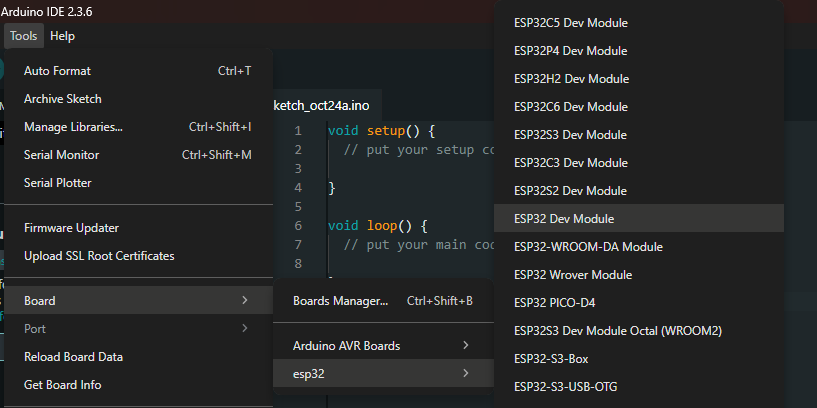 Arduino IDE 2.3.6
Tools Help
Auto Format Ctrl+T
Archive Sketch
Manage Libraries... Ctrl+Shift+I
Serial Monitor Ctrl+Shift+M
Serial Plotter
Firmware Updater
Upload SSL Root Certificates
Board
Port
Reload Board Data
Get Board Info
ketch_oct24a.ino
1 void setup() {
2 // put your setup co
3
4 }
5
6 void loop() {
7 // put your main co
8
Boards Manager... Ctrl+Shift+B
Arduino AVR Boards
esp32
ESP32C5 Dev Module
ESP32P4 Dev Module
ESP32H2 Dev Module
ESP32C6 Dev Module
ESP32S3 Dev Module
ESP32C3 Dev Module
ESP32S2 Dev Module
ESP32 Dev Module
ESP32-WROOM-DA Module
ESP32 Wrover Module
ESP32 PICO-D4
ESP32S3 Dev Module Octal (WROOM2)
ESP32-S3-Box
ESP32-S3-USB-OTG